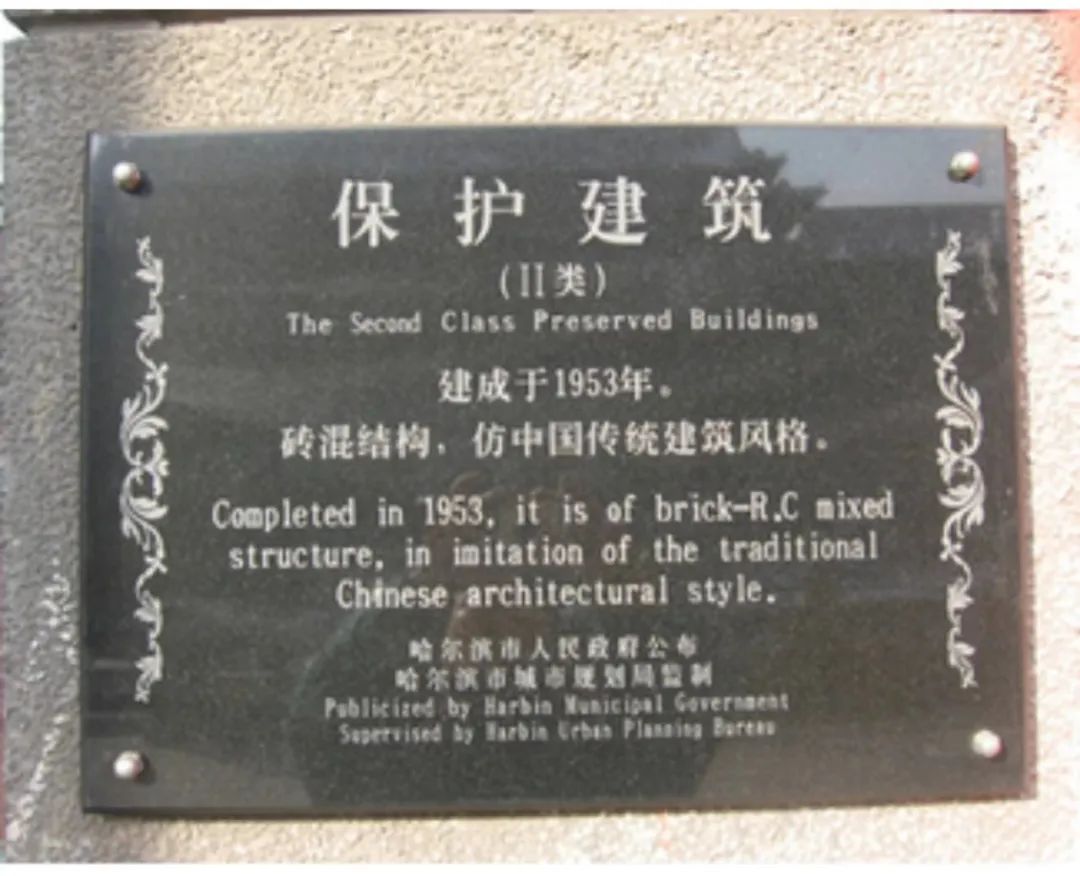 保护建筑
(II类)
The Second Class Preserved Buildings
建成于1953年。
砖混结构，仿中国传统建筑风格。
Completed in 1953, it is of brick-R.C mixed
structure, in imitation of the traditional
Chinese architectural style.
哈尔滨市人民政府公布
哈尔滨市城市规划局监制
Publicized by Harbin Municipal Government
Supervised by Harbin Urban Planning Bureau